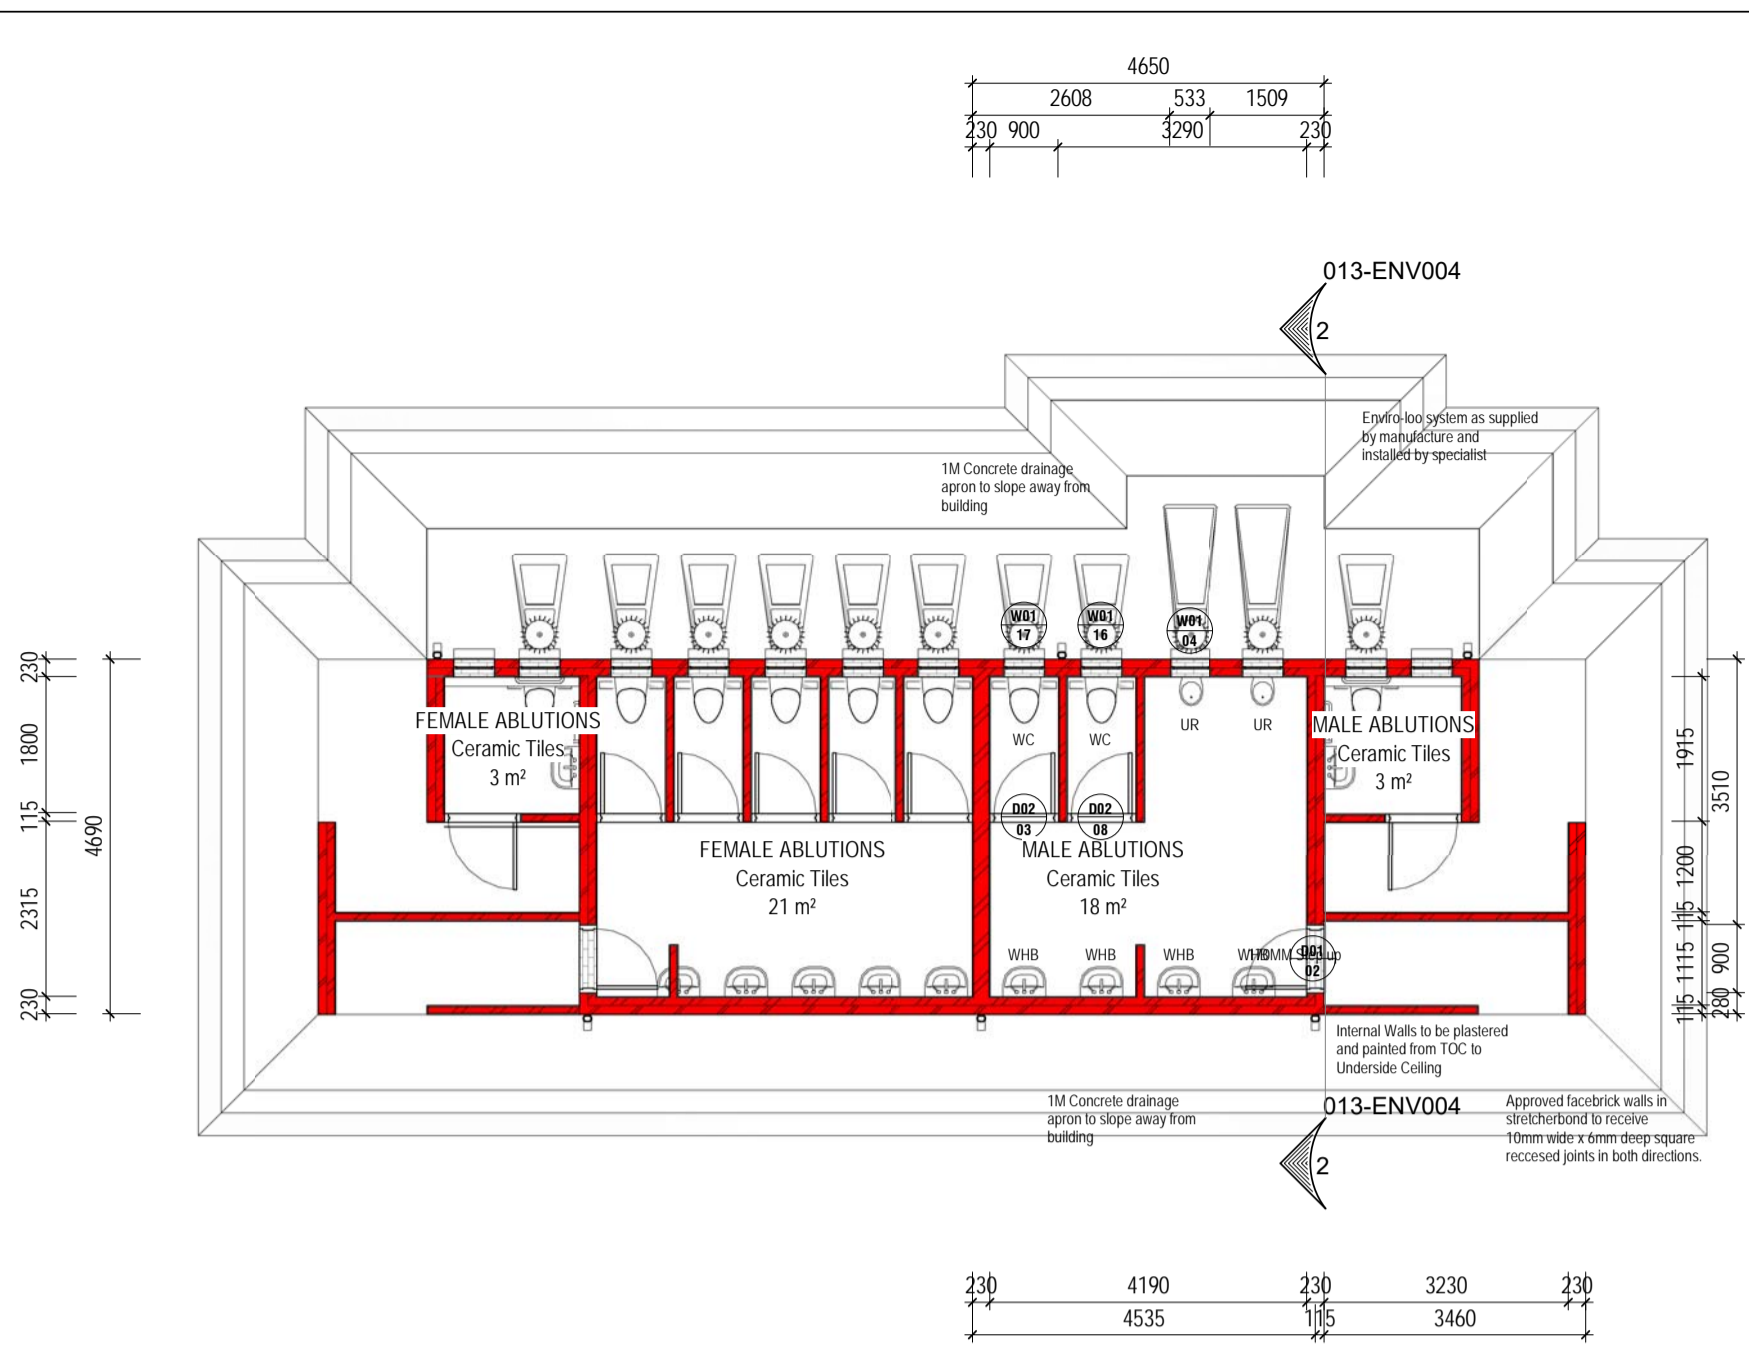 4650
2608 533 1509
230 900 3290 230
013-ENV004
2
Enviro-loo system as supplied
by manufacture and
installed by specialist
1M Concrete drainage
apron to slope away from
building
W01
17
W01
16
W01
04
230
1800
115
2315
230
4690
FEMALE ABLUTIONS
Ceramic Tiles
3 m²
WC
WC
UR
UR
MALE ABLUTIONS
Ceramic Tiles
3 m²
D02
03
D02
08
FEMALE ABLUTIONS
Ceramic Tiles
21 m²
MALE ABLUTIONS
Ceramic Tiles
18 m²
1915
1200
115
1115
115
3510
900
280
WHB
WHB
WHB
WHB
170MM Step up
D01
02
Internal Walls to be plastered
and painted from TOC to
Underside Ceiling
1M Concrete drainage
apron to slope away from
building
013-ENV004
2
Approved facebrick walls in
stretcherbond to receive
10mm wide x 6mm deep square
reccesed joints in both directions.
230 4190 230 3230 230
4535 115 3460